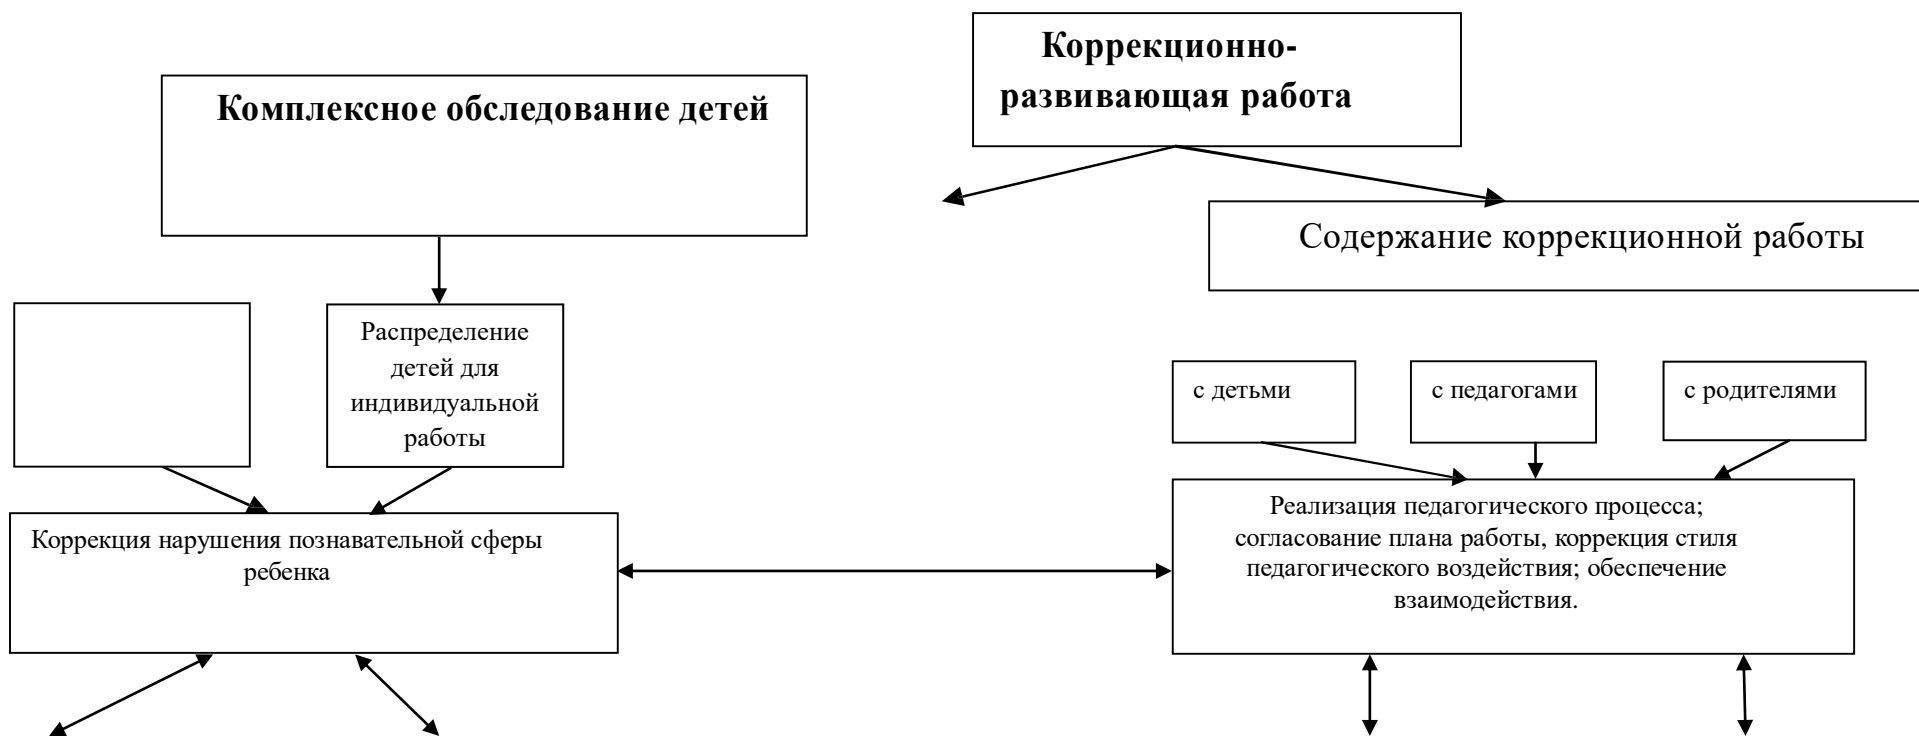 Коррекционно-
развивающая работа
Комплексное обследование детей
Содержание коррекционной работы
Распределение
детей для
индивидуальной
работы
с детьми
с педагогами
с родителями
Коррекция нарушения познавательной сферы
ребенка
Реализация педагогического процесса;
согласование плана работы, коррекция стиля
педагогического воздействия; обеспечение
взаимодействия.